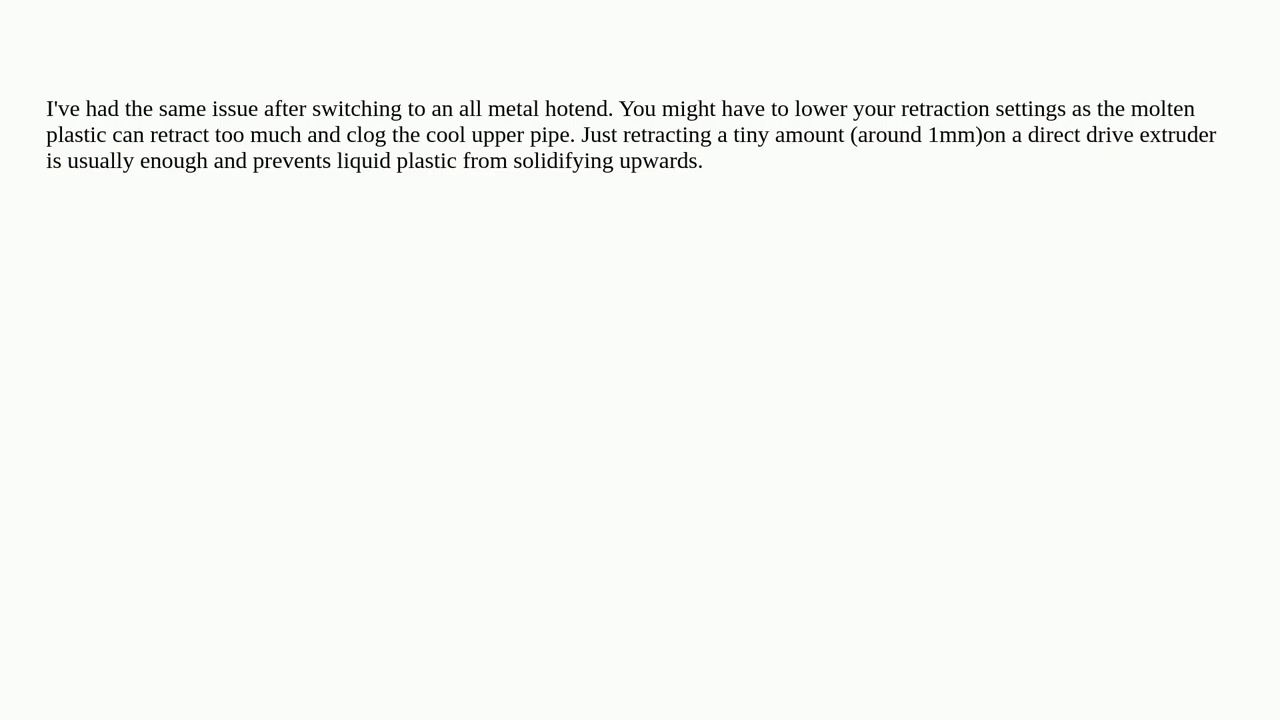 I've had the same issue after switching to an all metal hotend. You might have to lower your retraction settings as the molten
plastic can retract too much and clog the cool upper pipe. Just retracting a tiny amount (around 1mm)on a direct drive extruder
is usually enough and prevents liquid plastic from solidifying upwards.